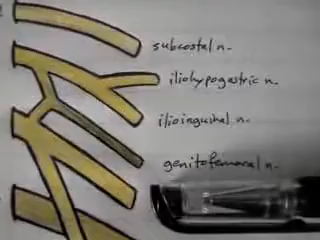 subcostal n.
iliohypogastric n.
ilioinguinal n.
genitofemoral n.